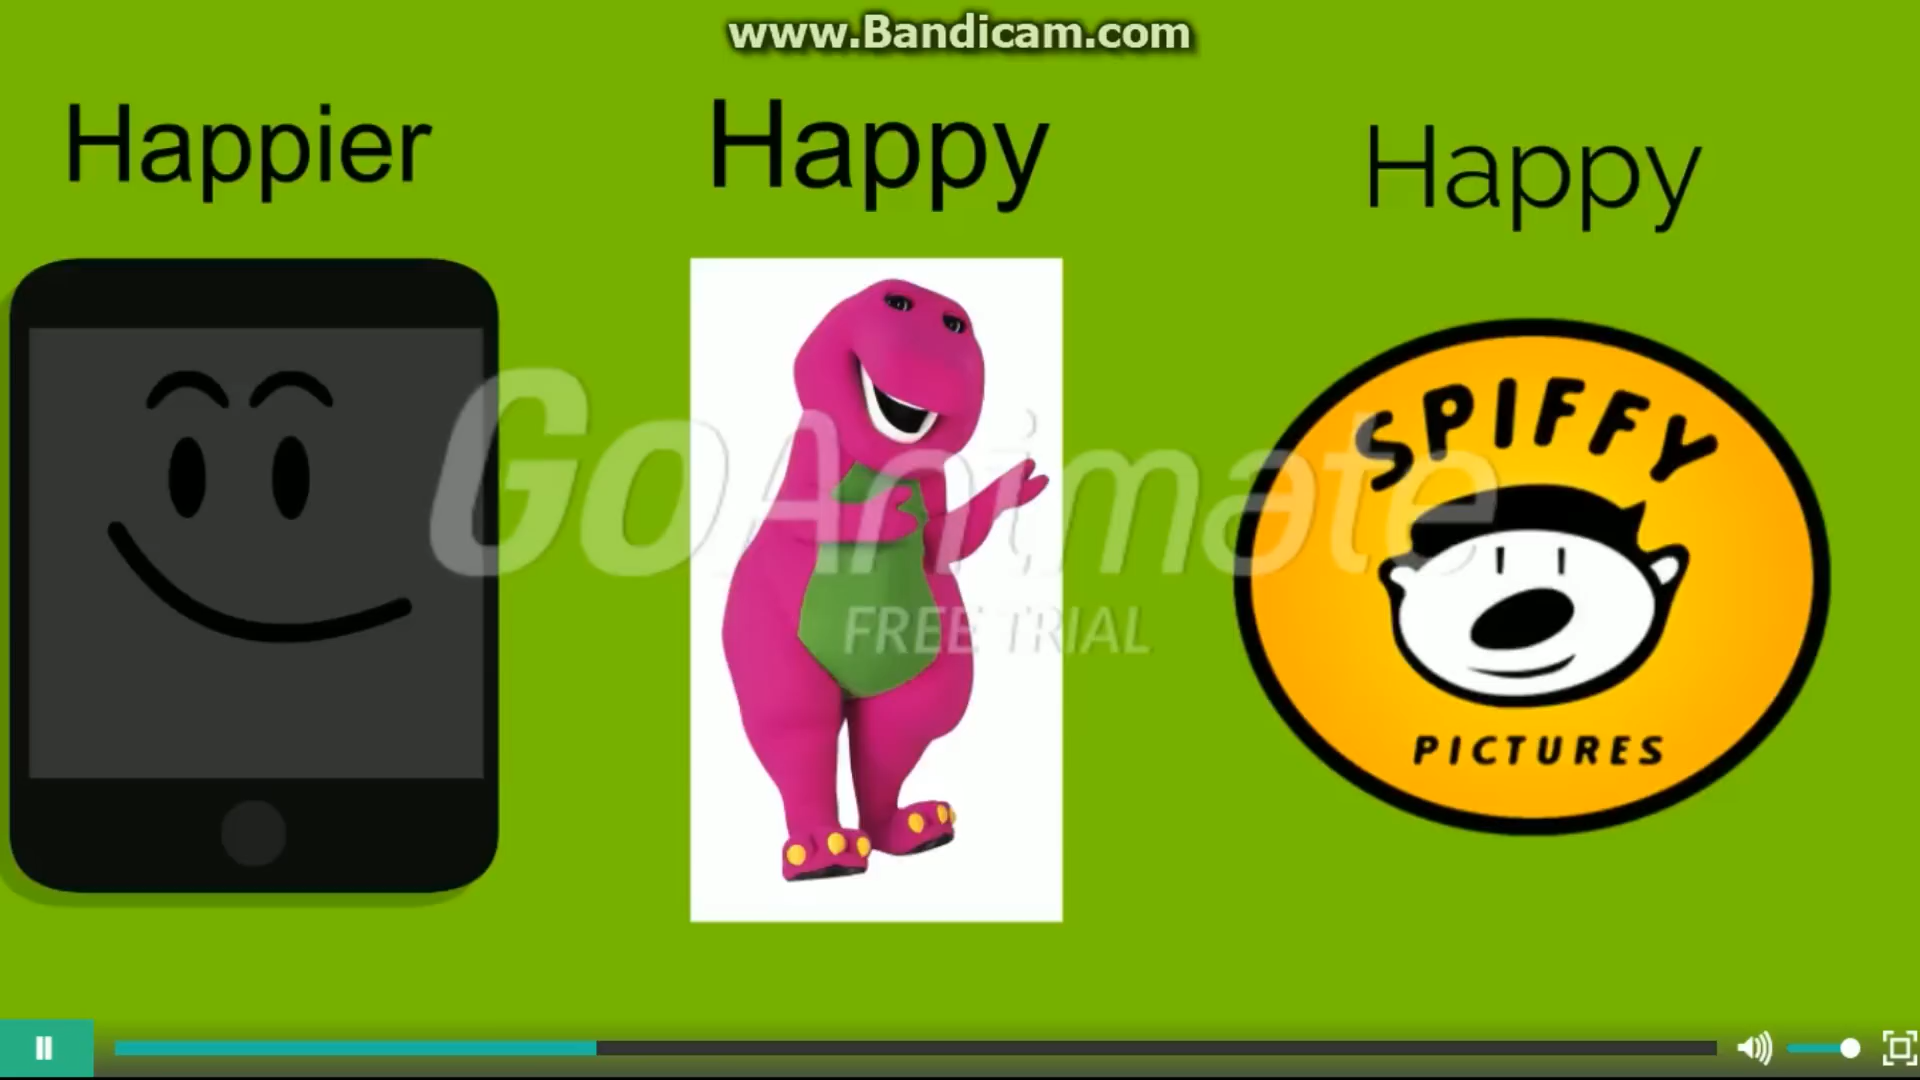 www.Bandicam.com
Happier
Happy
Happy
GoAnimate
FREE TRIAL
SPIFFY
PICTURES